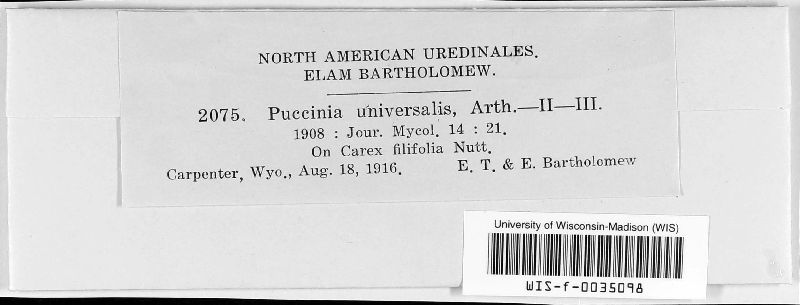 NORTH AMERICAN UREDINALES.
ELAM BARTHOLOMEW.
2075. Puccinia universalis, Arth.—II—III.
1908 : Jour. Mycol. 14 : 21.
On Carex filifolia Nutt.
Carpenter, Wyo., Aug. 18, 1916. E. T. & E. Bartholomew
University of Wisconsin-Madison (WIS)
WIS-f-0035098